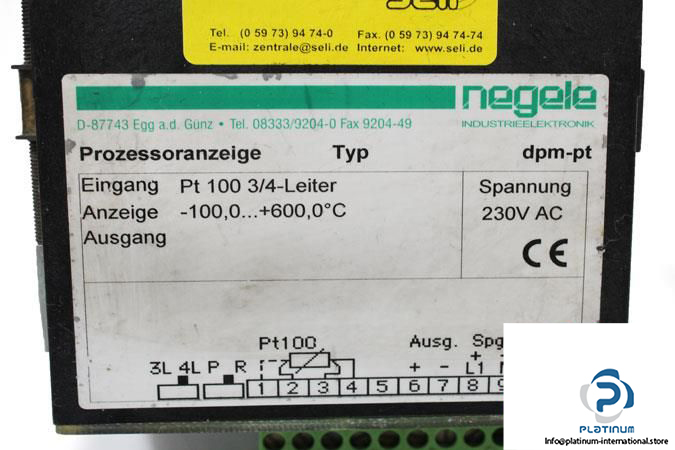 Tel. (0 59 73) 94 74-0 Fax. (0 59 73) 94 74-74
E-mail: zentrale@seli.de Internet: www.seli.de
negele
D-87743 Egg a.d. Günz • Tel. 08333/9204-0 Fax 9204-49 INDUSTRIEELEKTRONIK
Prozessoranzeige Typ dpm-pt
Eingang Pt 100 3/4-Leiter Spannung
Anzeige -100,0...+600,0°C 230V AC
Ausgang
CE
Pt100 Ausg.
+
3L 4L P R + - L1
1 2 3 4 5 6 7 8
PLATINUM
INTERNATIONAL
Info@platinum-international.store